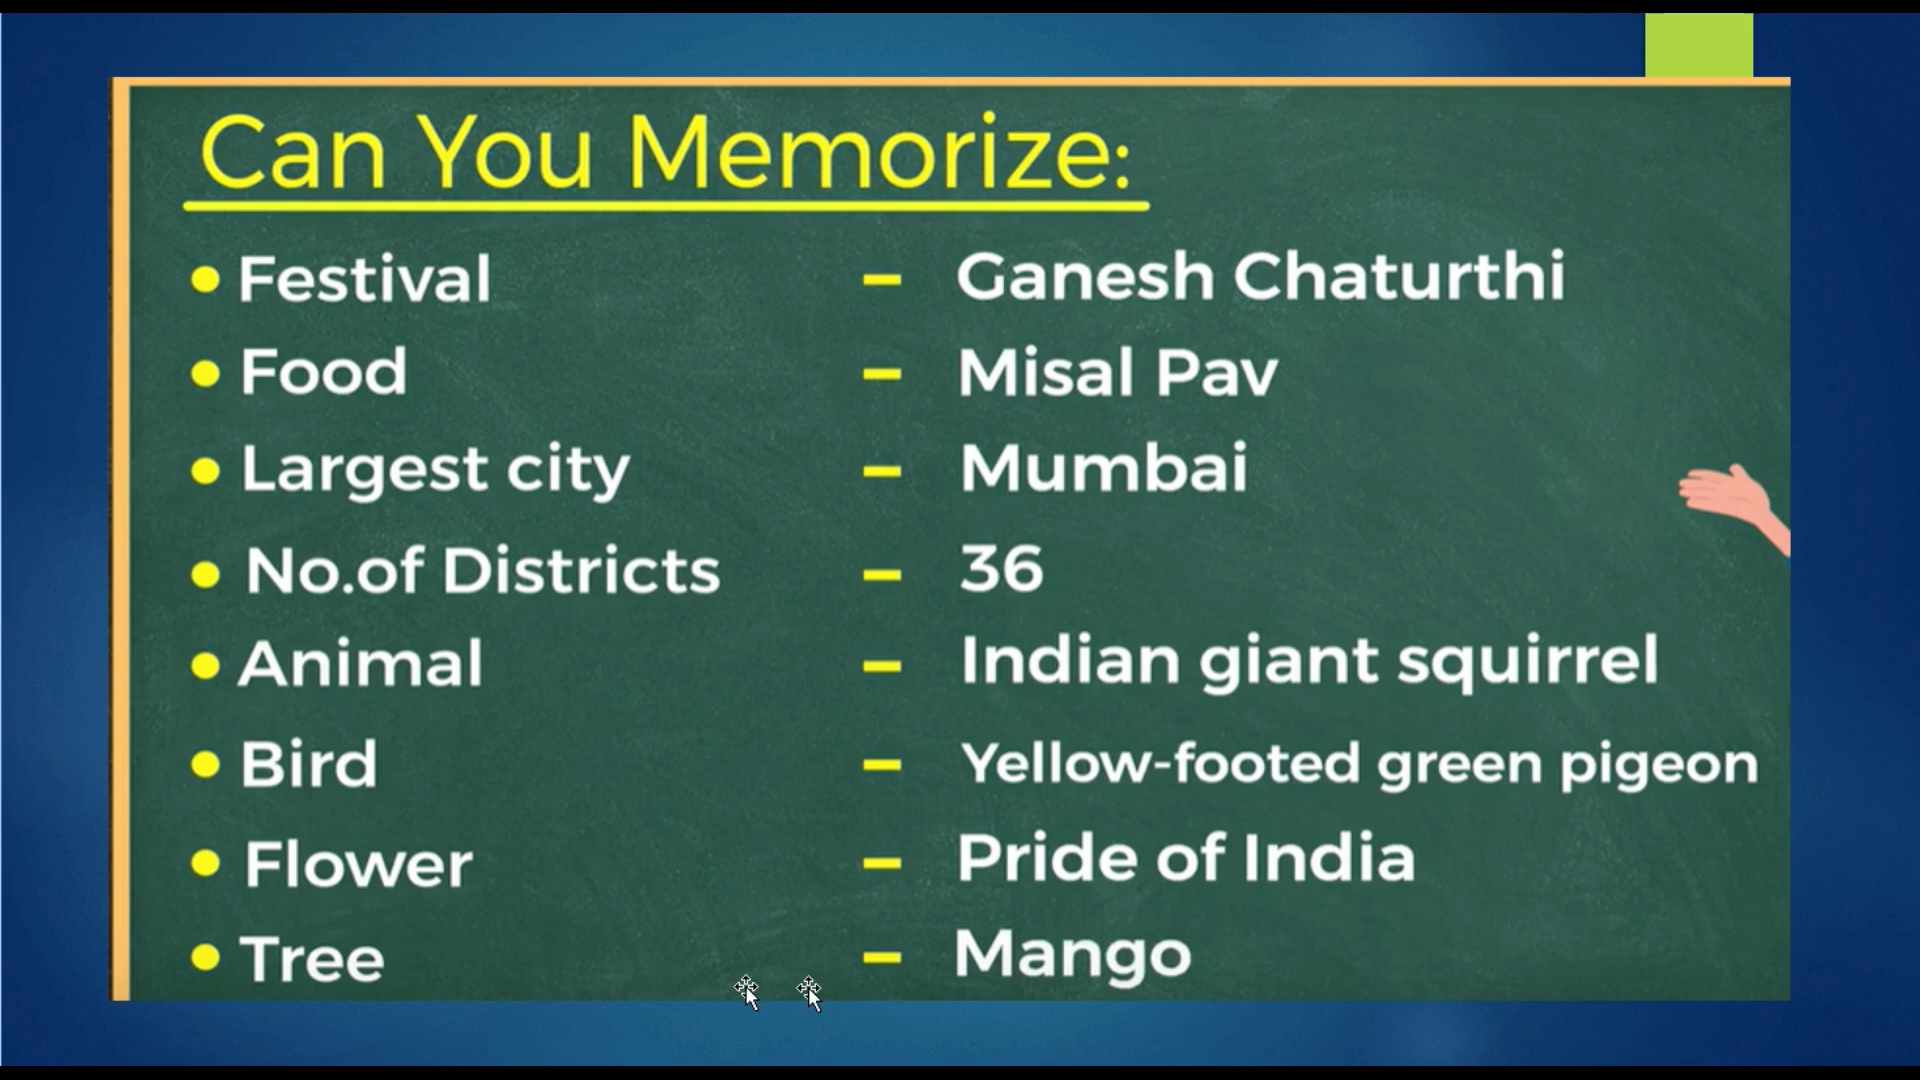 Can You Memorize:
• Festival – Ganesh Chaturthi
• Food – Misal Pav
• Largest city – Mumbai
• No.of Districts – 36
• Animal – Indian giant squirrel
• Bird – Yellow-footed green pigeon
• Flower – Pride of India
• Tree – Mango